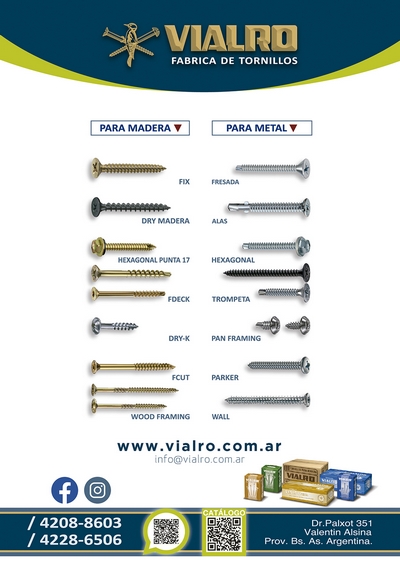 VIALRO
FABRICA DE TORNILLOS
PARA MADERA
PARA METAL
FIX
FRESADA
DRY MADERA
ALAS
HEXAGONAL PUNTA 17
HEXAGONAL
FDECK
TROMPETA
DRY-K
PAN FRAMING
FCUT
PARKER
WOOD FRAMING
WALL
www.vialro.com.ar
info@vialro.com.ar
/ 4208-8603
/ 4228-6506
CATÁLOGO
Dr.Palxot 351
Valentin Alsina
Prov. Bs. As. Argentina.